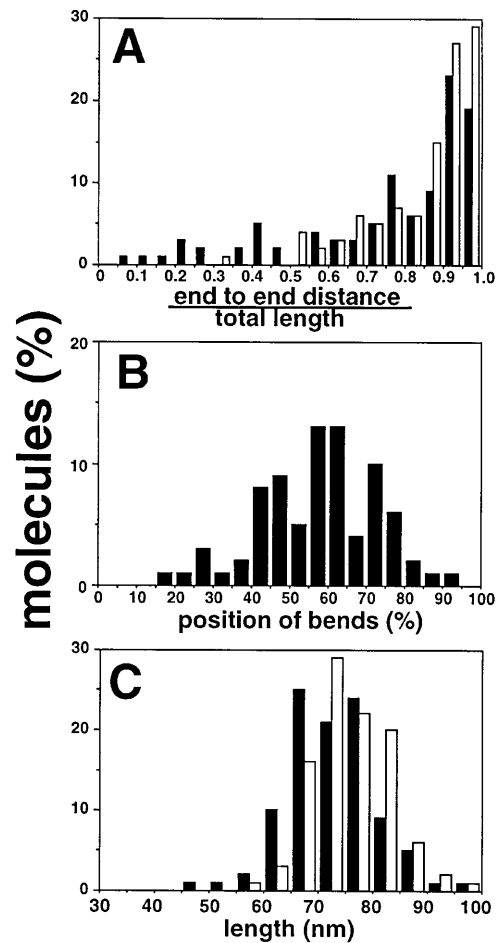 30
A
20
10
0
0 0.1 0.2 0.3 0.4 0.5 0.6 0.7 0.8 0.9 1.0
end to end distance
total length
molecules (%)
20
B
10
0
0 10 20 30 40 50 60 70 80 90 100
position of bends (%)
30
C
20
10
0
30 40 50 60 70 80 90 100
length (nm)